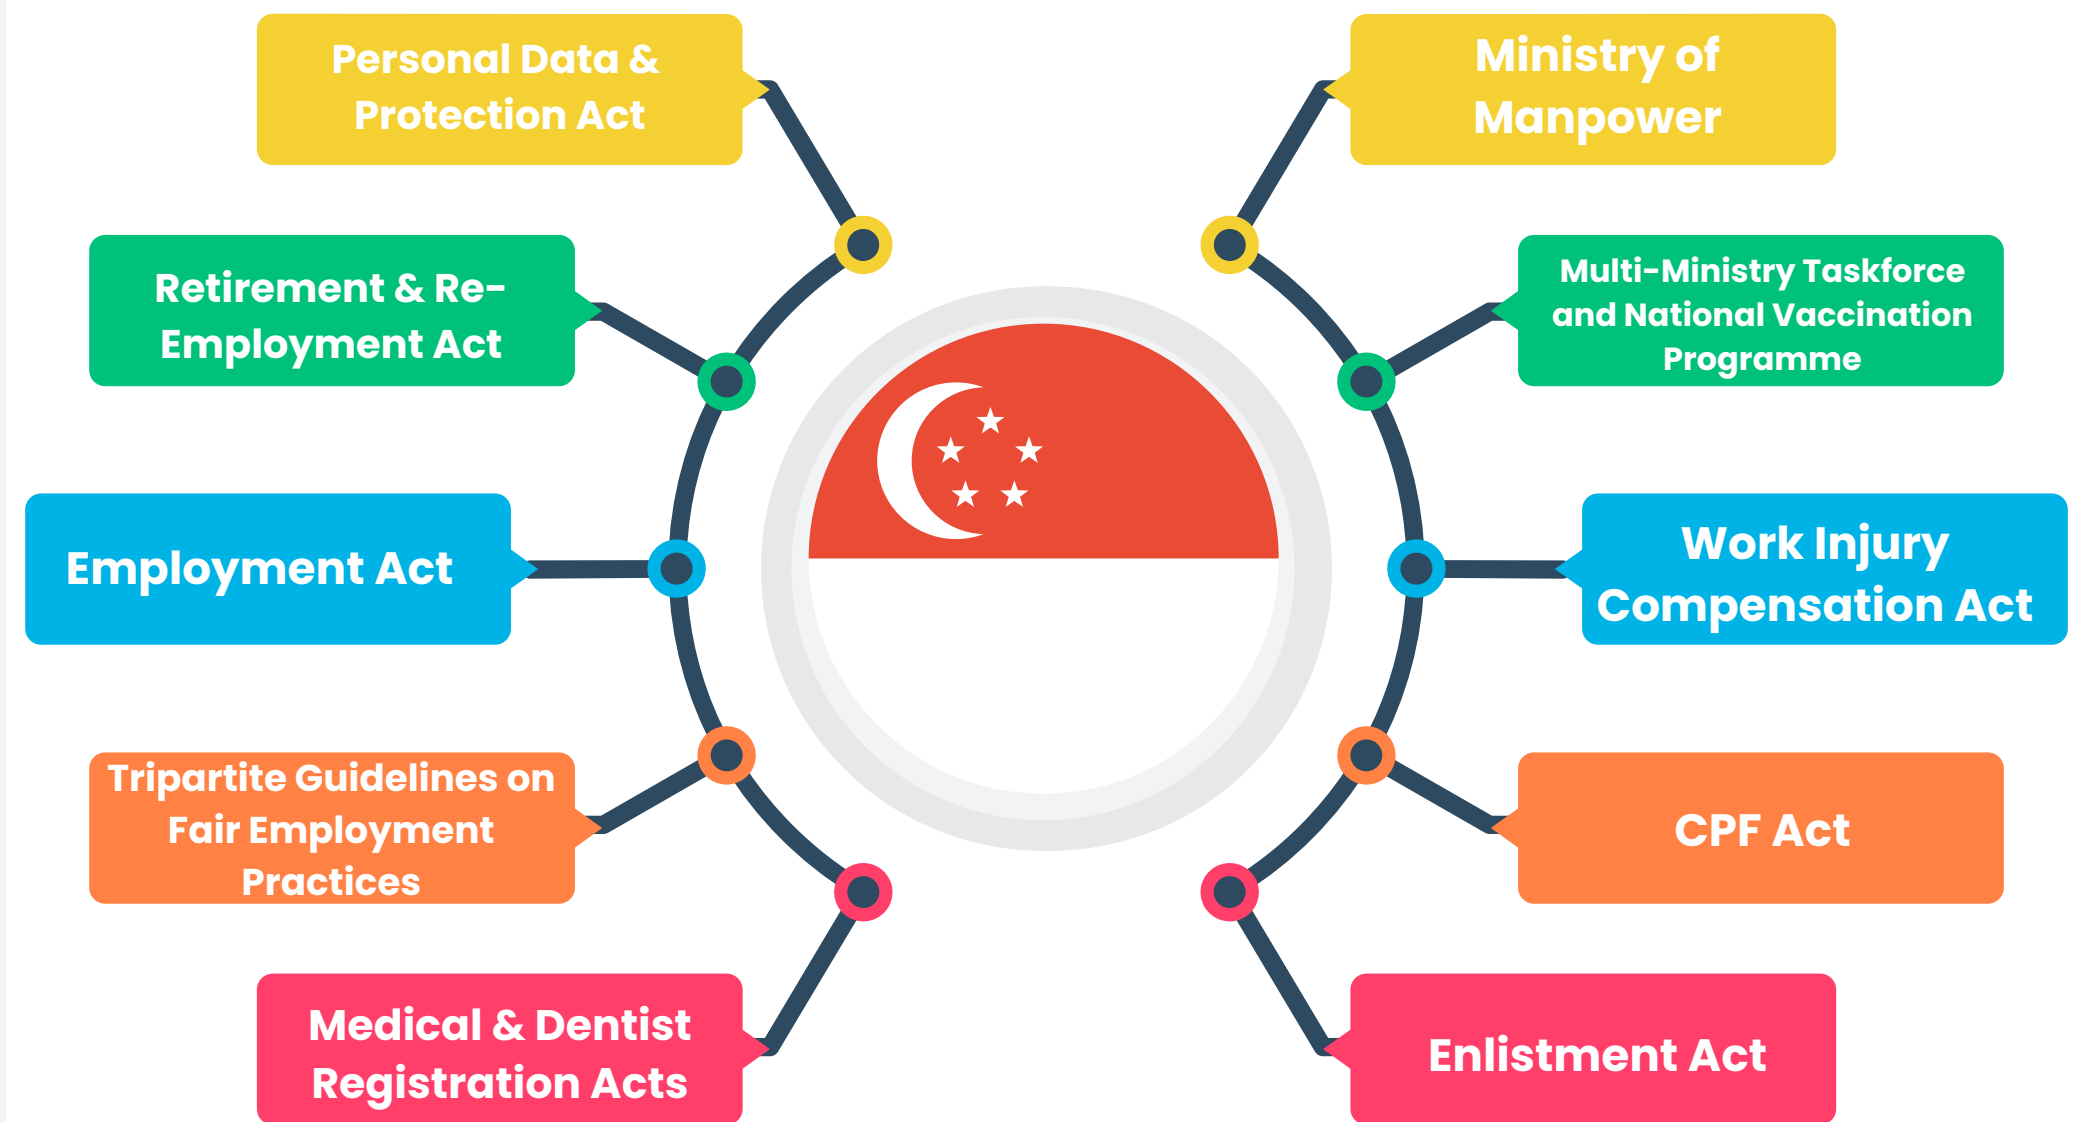 Personal Data &
Protection Act
Retirement & Re-
Employment Act
Employment Act
Tripartite Guidelines on
Fair Employment
Practices
Medical & Dentist
Registration Acts
Ministry of
Manpower
Multi-Ministry Taskforce
and National Vaccination
Programme
Work Injury
Compensation Act
CPF Act
Enlistment Act